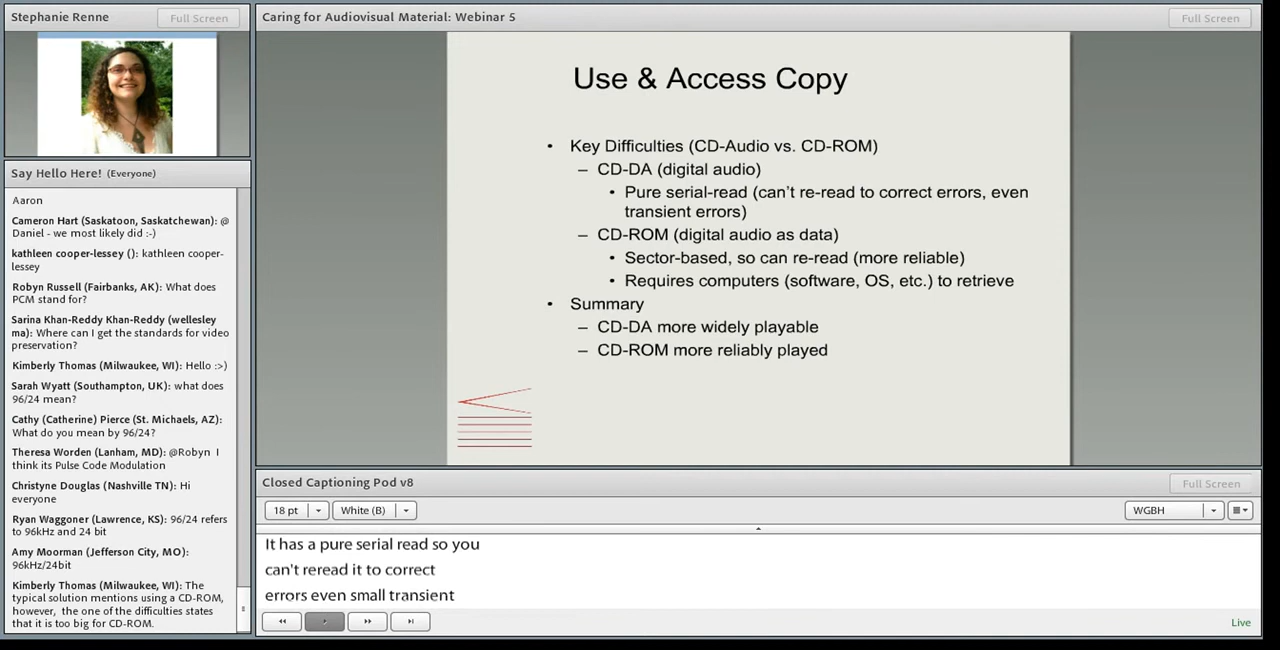 Stephanie Renne
Full Screen
Say Hello Here! (Everyone)
Aaron
Cameron Hart (Saskatoon, Saskatchewan): @
Daniel - we most likely did :-)
kathleen cooper-lessey (): kathleen cooper-
lessey
Robyn Russell (Fairbanks, AK): What does
PCM stand for?
Sarina Khan-Reddy Khan-Reddy (wellesley
ma): Where can I get the standards for video
preservation?
Kimberly Thomas (Milwaukee, WI): Hello :>)
Sarah Wyatt (Southampton, UK): what does
96/24 mean?
Cathy (Catherine) Pierce (St. Michaels, AZ):
What do you mean by 96/24?
Theresa Worden (Lanham, MD): @Robyn I
think its Pulse Code Modulation
Christyne Douglas (Nashville TN): Hi
everyone
Ryan Waggoner (Lawrence, KS): 96/24 refers
to 96kHz and 24 bit
Amy Moorman (Jefferson City, MO):
96kHz/24bit
Kimberly Thomas (Milwaukee, WI): The
typical solution mentions using a CD-ROM,
however, the one of the difficulties states
that it is too big for CD-ROM.
Caring for Audiovisual Material: Webinar 5
Full Screen
Use & Access Copy
• Key Difficulties (CD-Audio vs. CD-ROM)
– CD-DA (digital audio)
• Pure serial-read (can't re-read to correct errors, even
transient errors)
– CD-ROM (digital audio as data)
• Sector-based, so can re-read (more reliable)
• Requires computers (software, OS, etc.) to retrieve
• Summary
– CD-DA more widely playable
– CD-ROM more reliably played
Closed Captioning Pod v8
Full Screen
18 pt
White (B)
WGBH
It has a pure serial read so you
can't reread it to correct
errors even small transient
Live